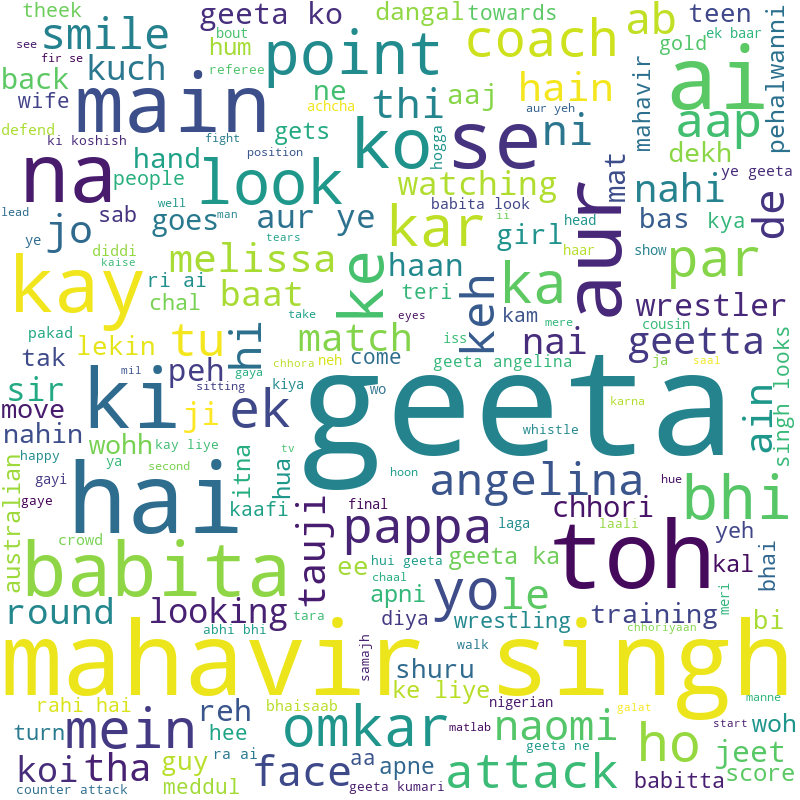 theek see bout geeta ko dangal towards ab teen ek baar
smile fir se hum referee point coach gold
back kuch main ne thi aaj hain ai mahavir pehalwanni
wife achcha aur yeh ni aap
defend ki koshish fight gets ko se hogga dekh
na hand position look watching mat ye geeta
lead people well babita look nahi de
jo sab goes man aur ye kar ii head bas kya
ye tears girl aur haar show par
diddi kaise melissa ke haan keh ka
kay ri ai baat teri kam mere cousin wrestler
chal take eyes iss
pakad lekin tu hi match nai geetta
tak chhora neh come geeta angelina ja saal singh looks
sir peh gaya kiya wo
move mil sitting geeta karna ain
ki ji ek
nahin whistle
happy wohh itna hua angelina bhi
ya kay liye tv
hai gayi second hoon chhori hue
australian gaye kaafi tauji final laga laali yeh
crowd pappa toh kal bhai
babita ee hui geeta geeta ka
chaal apni yo le meri
round looking tara diya wrestling training bi
abhi bhi samajh chhoriyaan
mahavir singh walk
shuru
rahi hai reh bhaisaab ke liye nigerian manne
mein omkar naomi galat start woh
turn hee matlab ho
koi tha guy ra ai aa geeta ne jeet
meddul face apne attack babitta score
counter attack geeta kumari